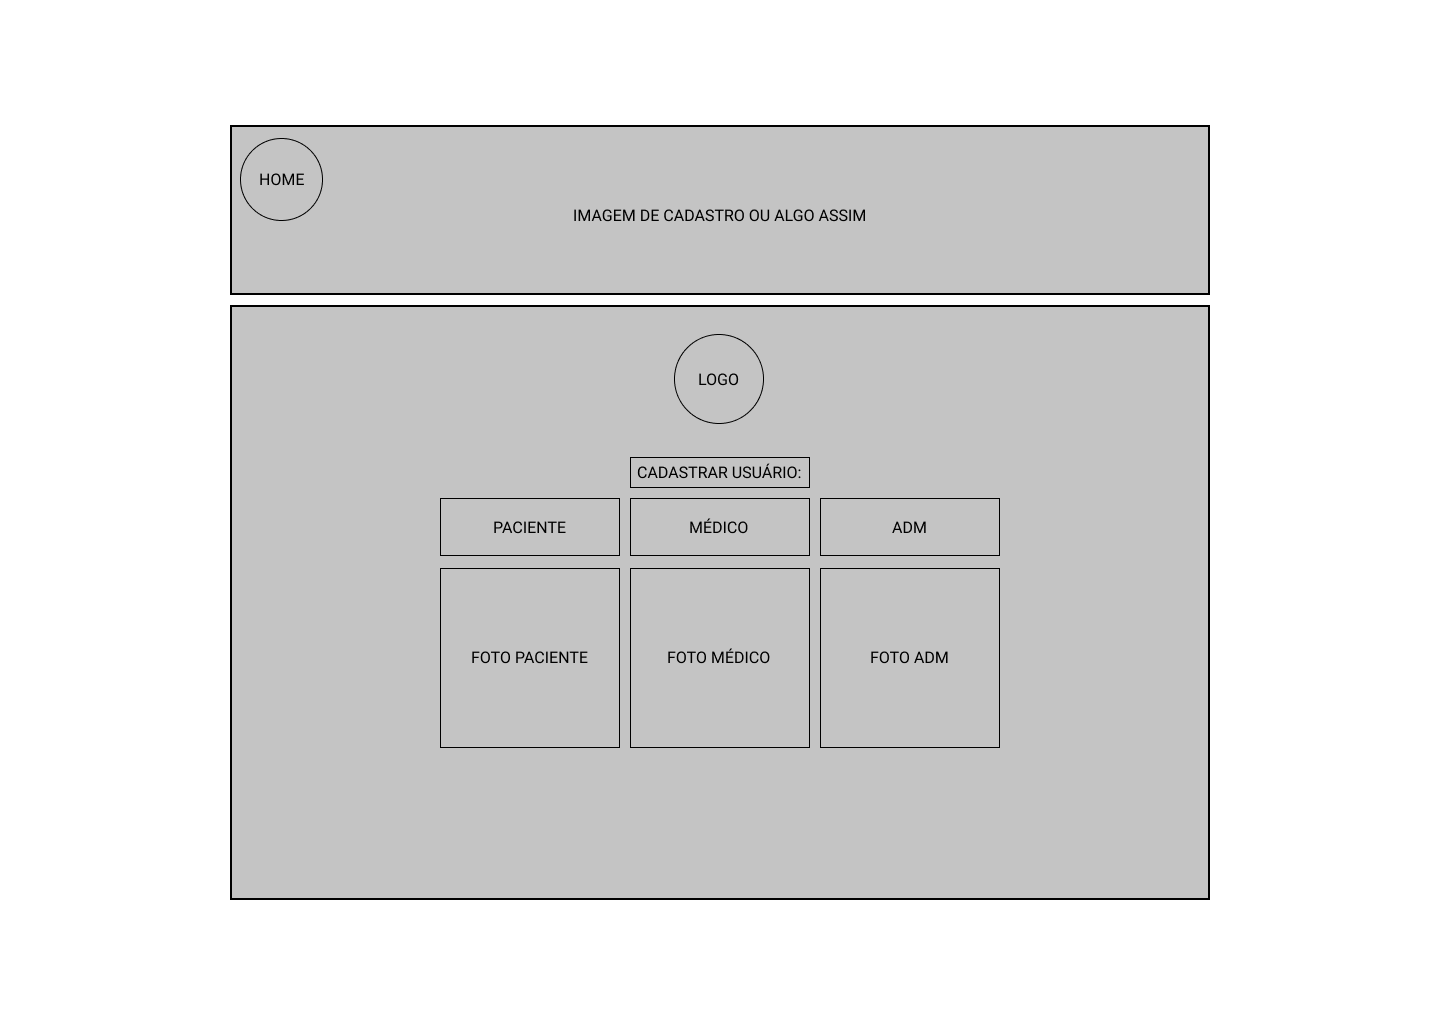 HOME
IMAGEM DE CADASTRO OU ALGO ASSIM
LOGO
CADASTRAR USUÁRIO:
PACIENTE
MÉDICO
ADM
FOTO PACIENTE
FOTO MÉDICO
FOTO ADM